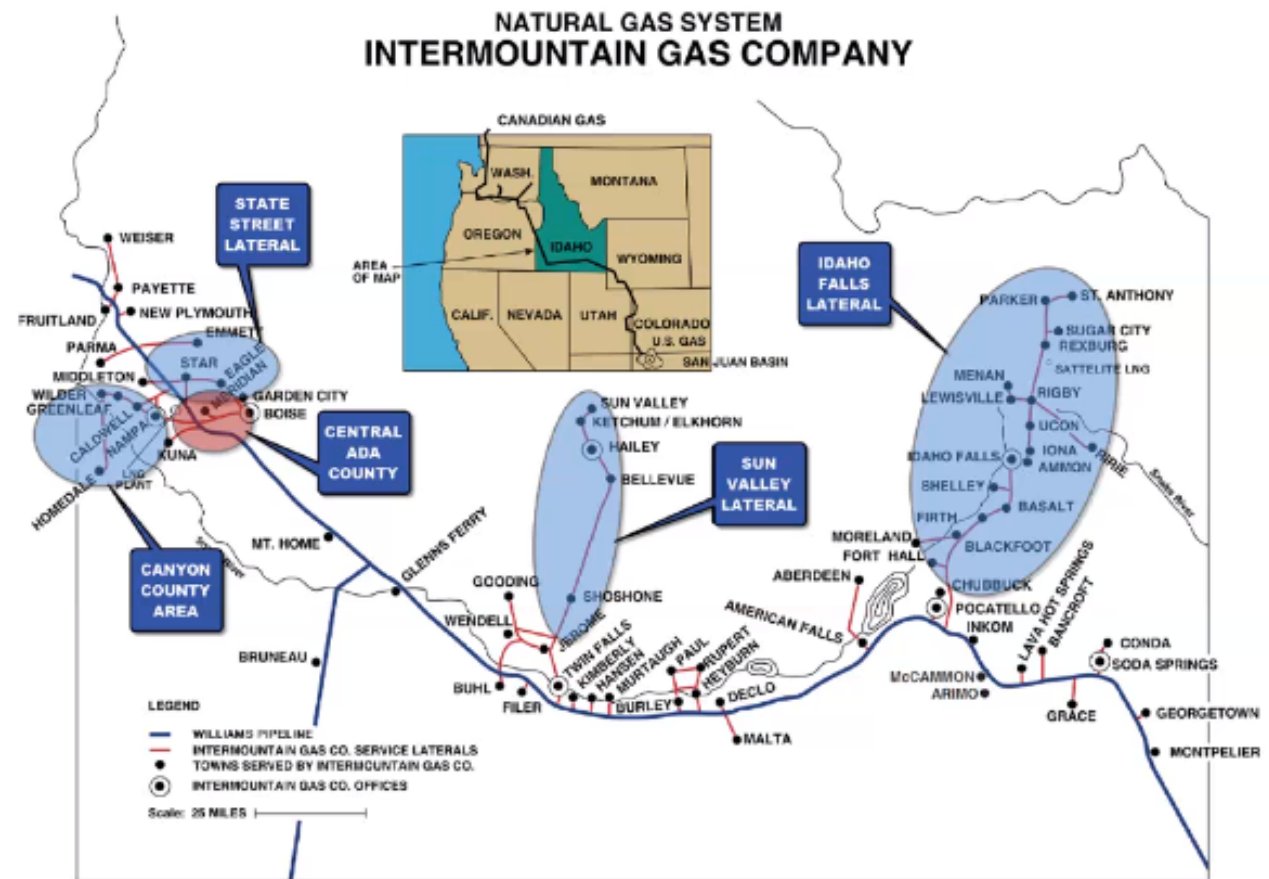 NATURAL GAS SYSTEM
INTERMOUNTAIN GAS COMPANY
CANADIAN GAS
WASH.
MONTANA
OREGON
IDAHO
WYOMING
AREA
OF MAP
CALIF.
NEVADA
UTAH
COLORADO
U.S. GAS
SAN JUAN BASIN
STATE
STREET
LATERAL
IDAHO
FALLS
LATERAL
CENTRAL
ADA
COUNTY
SUN
VALLEY
LATERAL
CANYON
COUNTY
AREA
WEISER
PAYETTE
FRUITLAND
NEW PLYMOUTH
EMMETT
PARMA
STAR
EAGLE
MERIDIAN
MIDDLETON
WILDER
GREENLEAF
GARDEN CITY
BOISE
CALDWELL
NAMPA
KUNA
LNG
PLANT
HOMEDALE
River
MT. HOME
GLENNS FERRY
BRUNEAU
SUN VALLEY
KETCHUM / ELKHORN
HAILEY
BELLEVUE
SHOSHONE
GOODING
WENDELL
JEROME
BUHL
FILER
TWIN FALLS
KIMBERLY
HANSEN
MURTAUGH
BURLEY
PAUL
RUPERT
HEYBURN
DECLO
MALTA
ABERDEEN
AMERICAN FALLS
PARKER
ST. ANTHONY
SUGAR CITY
REXBURG
SATTELITE LNG
MENAN
LEWISVILLE
RIGBY
UCON
IDAHO FALLS
IONA
AMMON
RIRIE
Snake River
SHELLEY
BASALT
FIRTH
MORELAND
BLACKFOOT
FORT HALL
CHUBBUCK
POCATELLO
INKOM
McCAMMON
ARIMO
LAVA HOT SPRINGS
BANCROFT
GRACE
CONDA
SODA SPRINGS
GEORGETOWN
MONTPELIER
LEGEND
WILLIAMS PIPELINE
INTERMOUNTAIN GAS CO. SERVICE LATERALS
TOWNS SERVED BY INTERMOUNTAIN GAS CO.
INTERMOUNTAIN GAS CO. OFFICES
Scale: 25 MILES